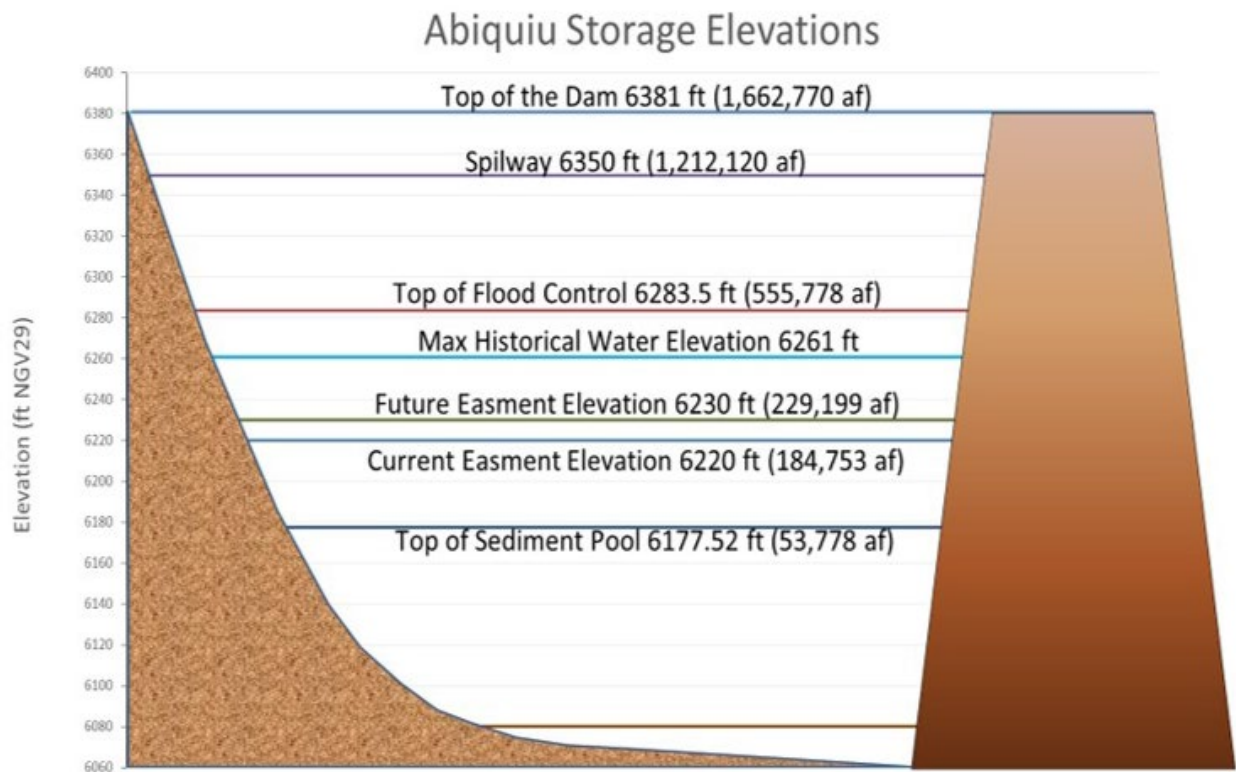 Abiquiu Storage Elevations
Elevation (ft NGV29)
6400
6380
6360
6340
6320
6300
6280
6260
6240
6220
6200
6180
6160
6140
6120
6100
6080
6060
Top of the Dam 6381 ft (1,662,770 af)
Spilway 6350 ft (1,212,120 af)
Top of Flood Control 6283.5 ft (555,778 af)
Max Historical Water Elevation 6261 ft
Future Easment Elevation 6230 ft (229,199 af)
Current Easment Elevation 6220 ft (184,753 af)
Top of Sediment Pool 6177.52 ft (53,778 af)